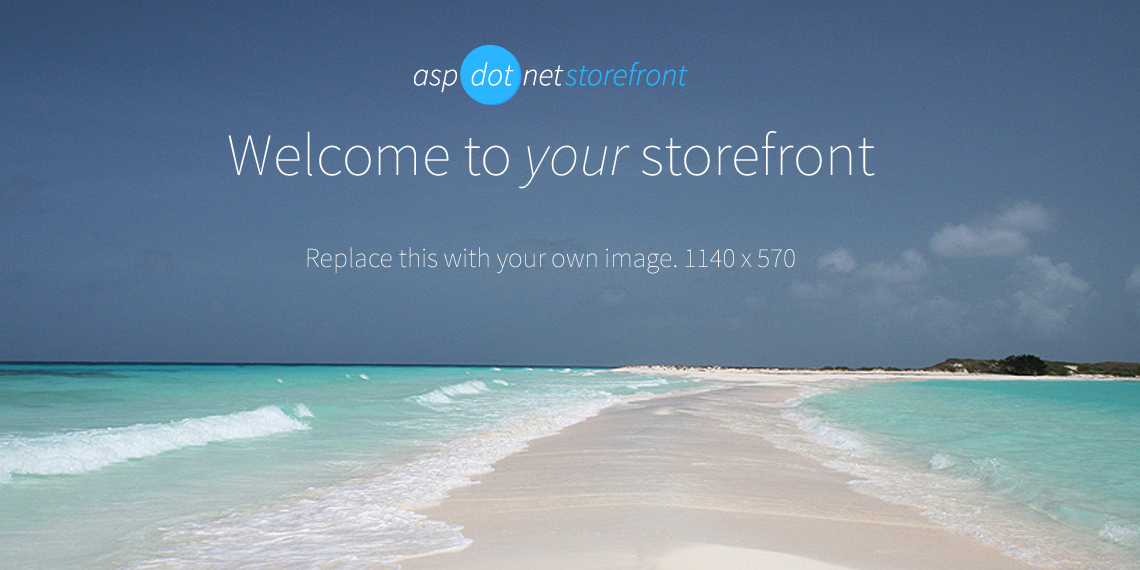 asp dot net storefront
Welcome to your storefront
Replace this with your own image. 1140 x 570